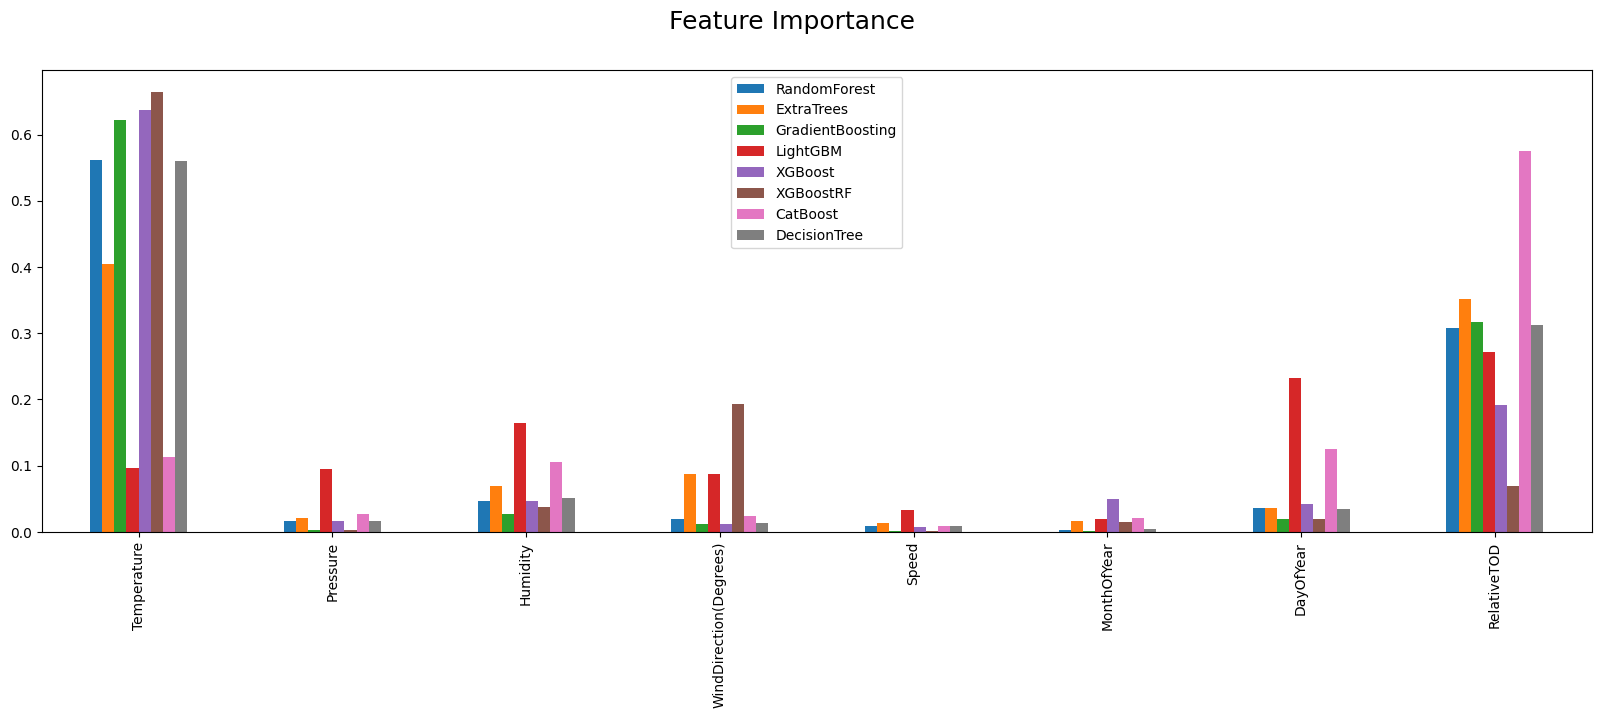 Feature Importance
RandomForest
ExtraTrees
GradientBoosting
LightGBM
XGBoost
XGBoostRF
CatBoost
DecisionTree
0.6
0.5
0.4
0.3
0.2
0.1
0.0
Temperature
Pressure
Humidity
WindDirection(Degrees)
Speed
MonthOfYear
DayOfYear
RelativeTOD